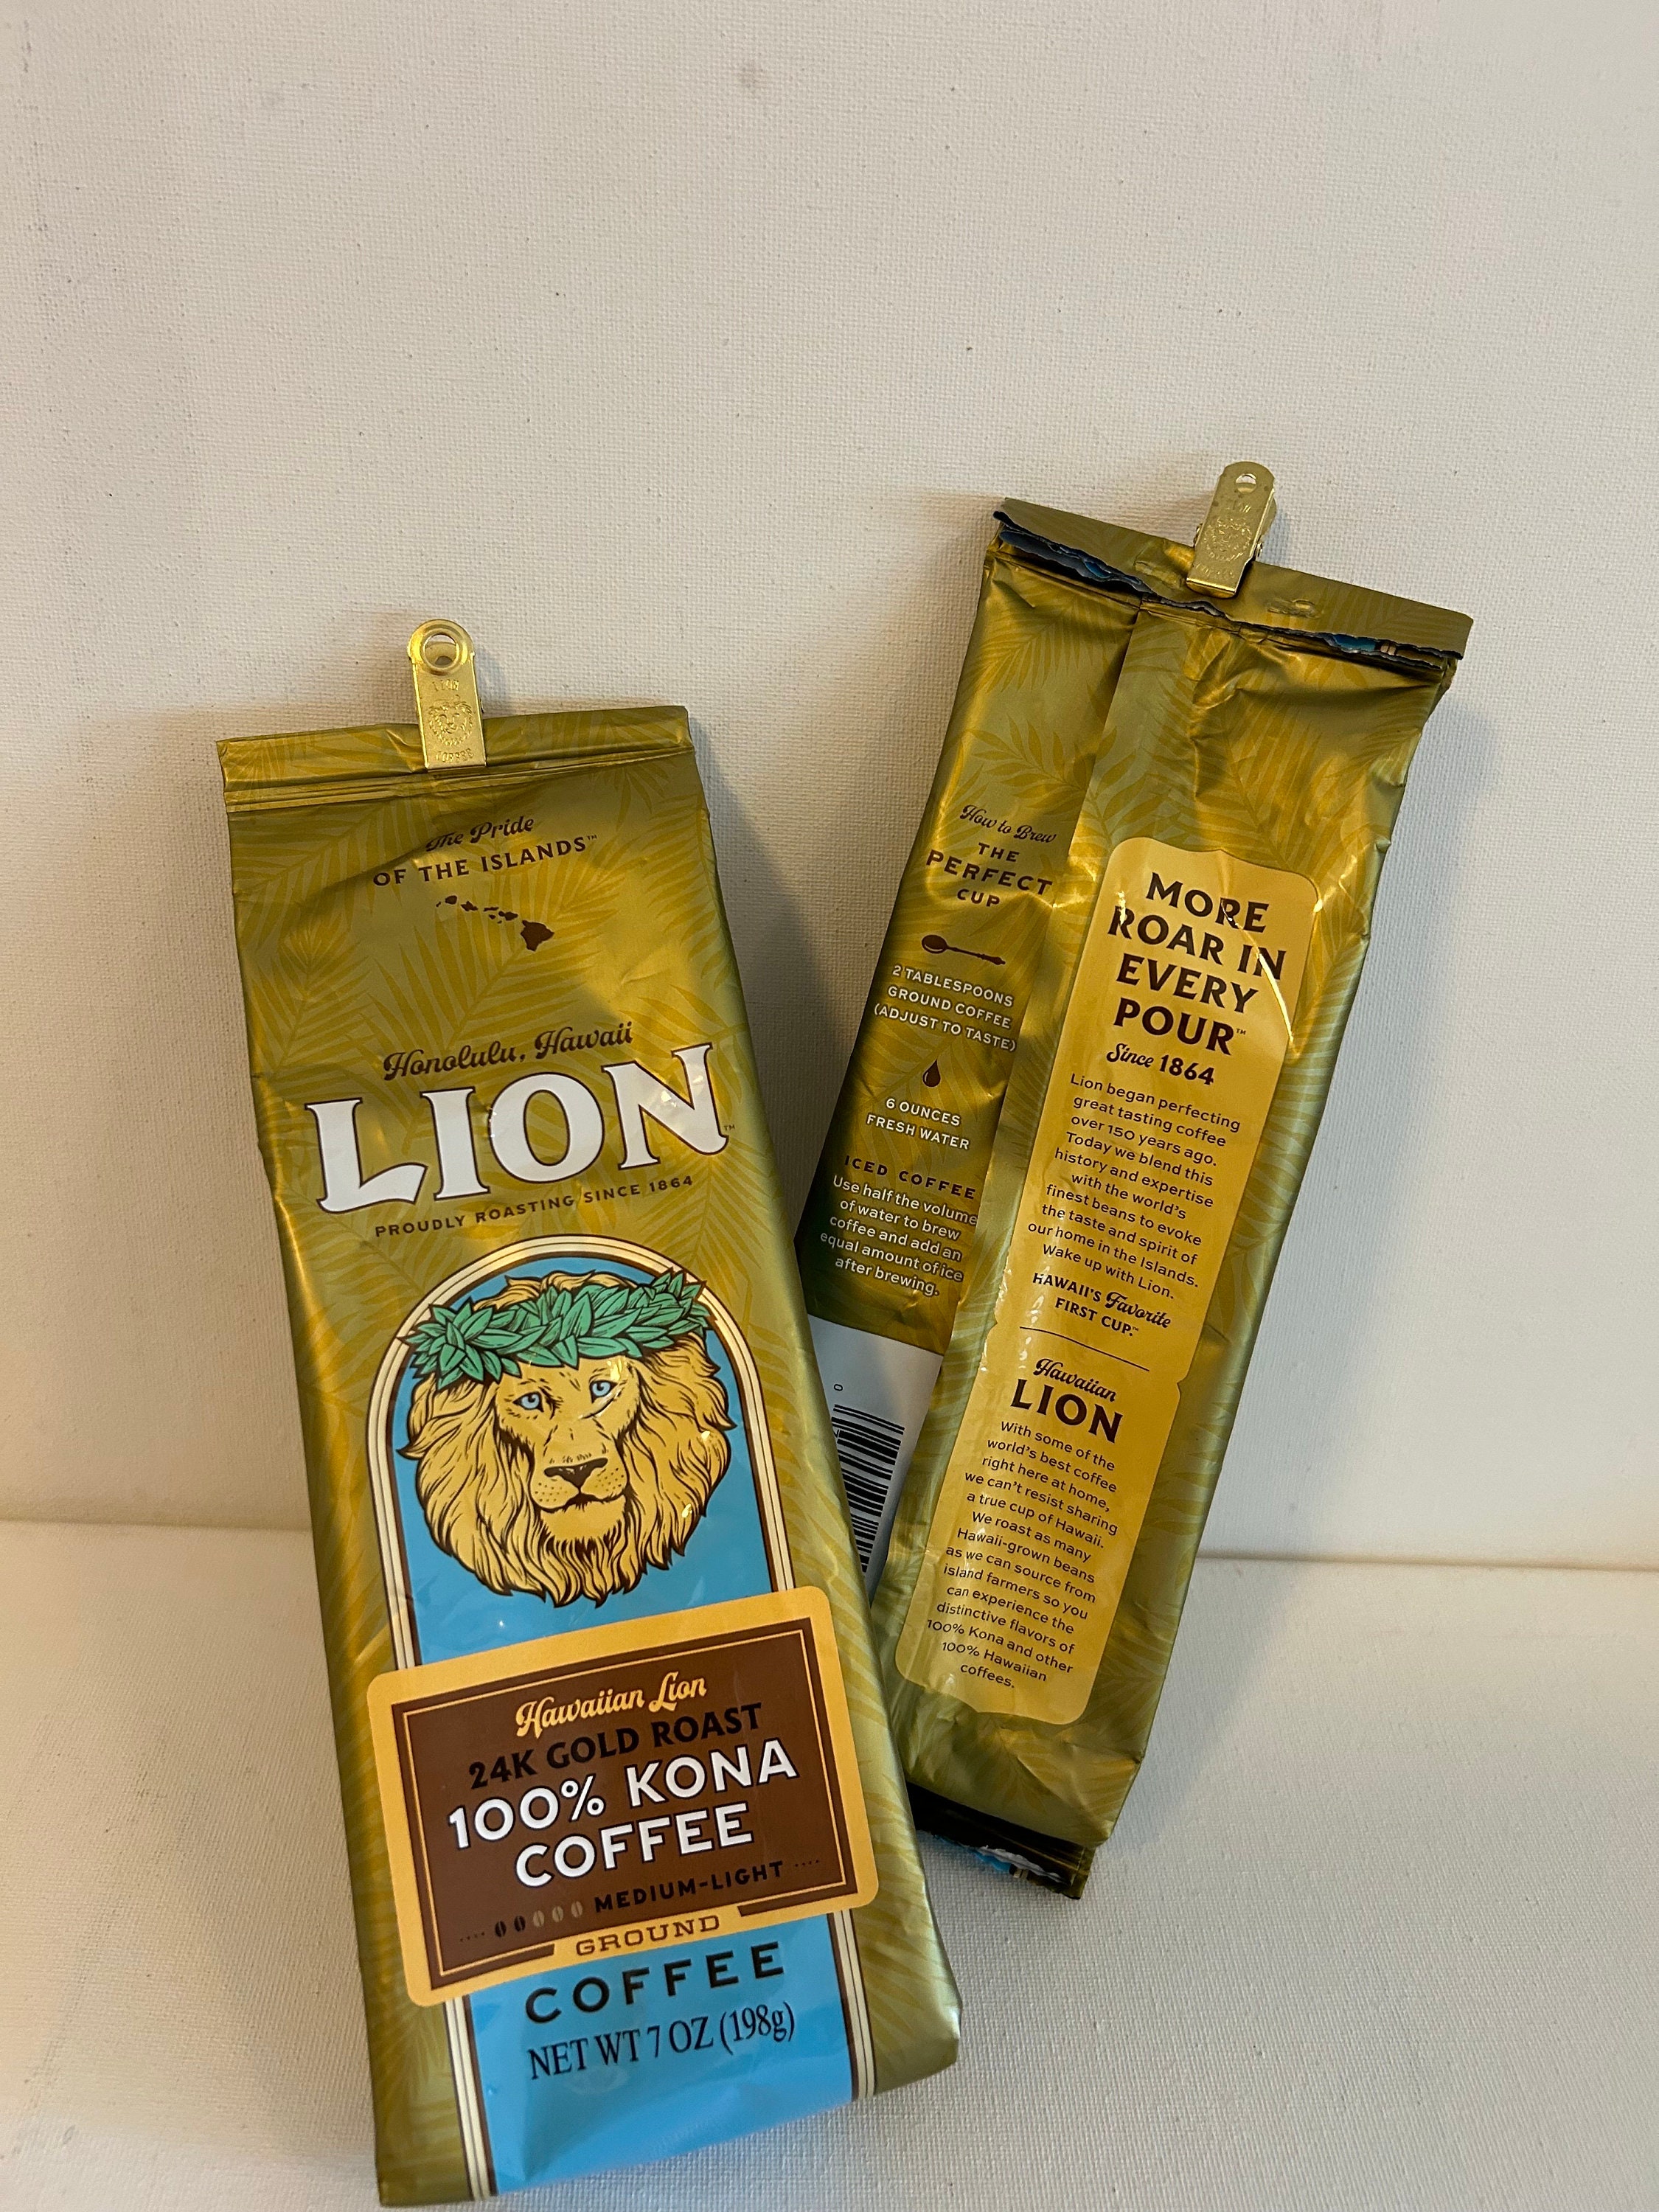 LION
COFFEE
The Pride
OF THE ISLANDS™
Honolulu, Hawaii
LION™
PROUDLY ROASTING SINCE 1864
Hawaiian Lion
24K GOLD ROAST
100% KONA
COFFEE
MEDIUM-LIGHT
GROUND
COFFEE
NET WT 7 OZ (198g)
How to Brew
THE
PERFECT
CUP
2 TABLESPOONS
GROUND COFFEE
(ADJUST TO TASTE)
6 OUNCES
FRESH WATER
ICED COFFEE
Use half the volume
of water to brew
coffee and add an
equal amount of ice
after brewing.
0
MORE
ROAR IN
EVERY
POUR™
Since 1864
Lion began perfecting
great tasting coffee
over 150 years ago.
Today we blend this
history and expertise
with the world's
finest beans to evoke
the taste and spirit of
our home in the Islands.
Wake up with Lion.
HAWAII'S Favorite
FIRST CUP.™
Hawaiian
LION
With some of the
world's best coffee
right here at home,
we can't resist sharing
a true cup of Hawaii.
We roast as many
Hawaii-grown beans
as we can source from
island farmers so you
can experience the
distinctive flavors of
100% Kona and other
100% Hawaiian
coffees.